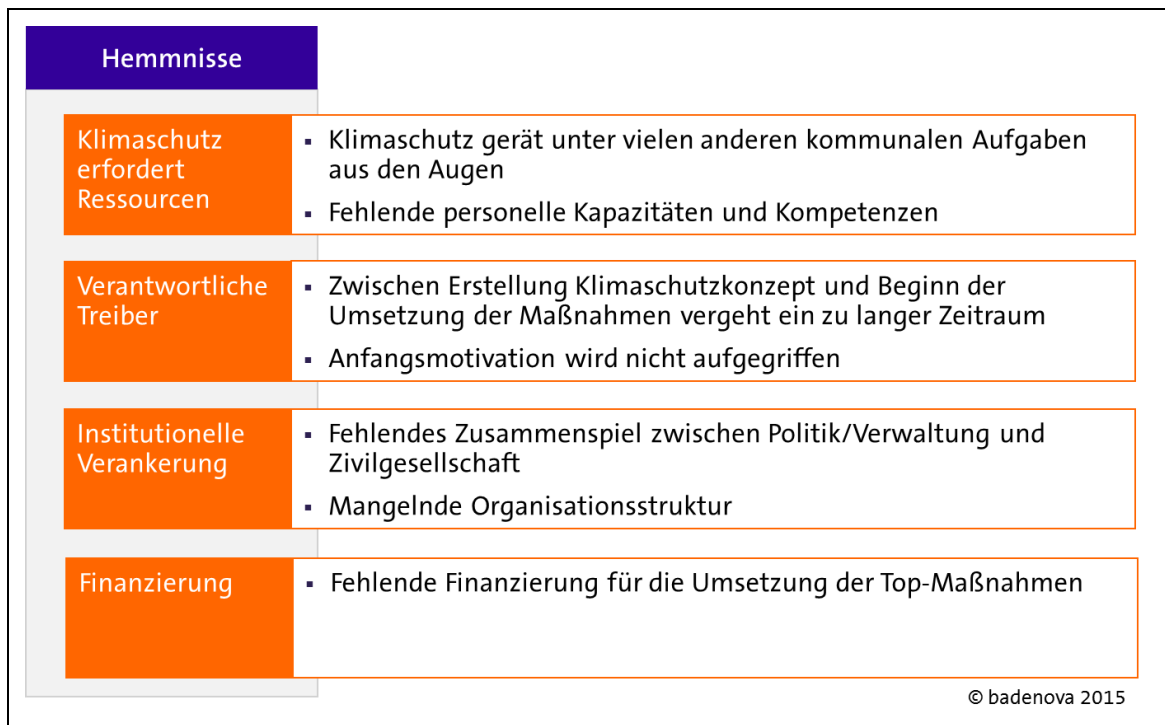 Hemmnisse
Klimaschutz
erfordert
Ressourcen
▪ Klimaschutz gerät unter vielen anderen kommunalen Aufgaben
aus den Augen
▪ Fehlende personelle Kapazitäten und Kompetenzen
Verantwortliche
Treiber
▪ Zwischen Erstellung Klimaschutzkonzept und Beginn der
Umsetzung der Maßnahmen vergeht ein zu langer Zeitraum
▪ Anfangsmotivation wird nicht aufgegriffen
Institutionelle
Verankerung
▪ Fehlendes Zusammenspiel zwischen Politik/Verwaltung und
Zivilgesellschaft
▪ Mangelnde Organisationsstruktur
Finanzierung
▪ Fehlende Finanzierung für die Umsetzung der Top-Maßnahmen
© badenova 2015